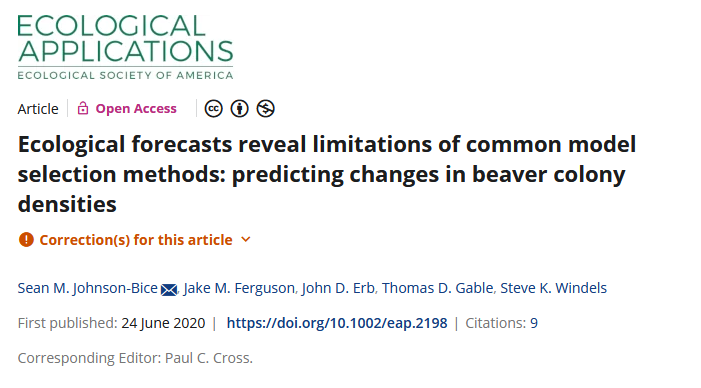 ECOLOGICAL
APPLICATIONS
ECOLOGICAL SOCIETY OF AMERICA
Article | Open Access | cc $
Ecological forecasts reveal limitations of common model
selection methods: predicting changes in beaver colony
densities
! Correction(s) for this article
Sean M. Johnson-Bice, Jake M. Ferguson, John D. Erb, Thomas D. Gable, Steve K. Windels
First published: 24 June 2020 | https://doi.org/10.1002/eap.2198 | Citations: 9
Corresponding Editor: Paul C. Cross.